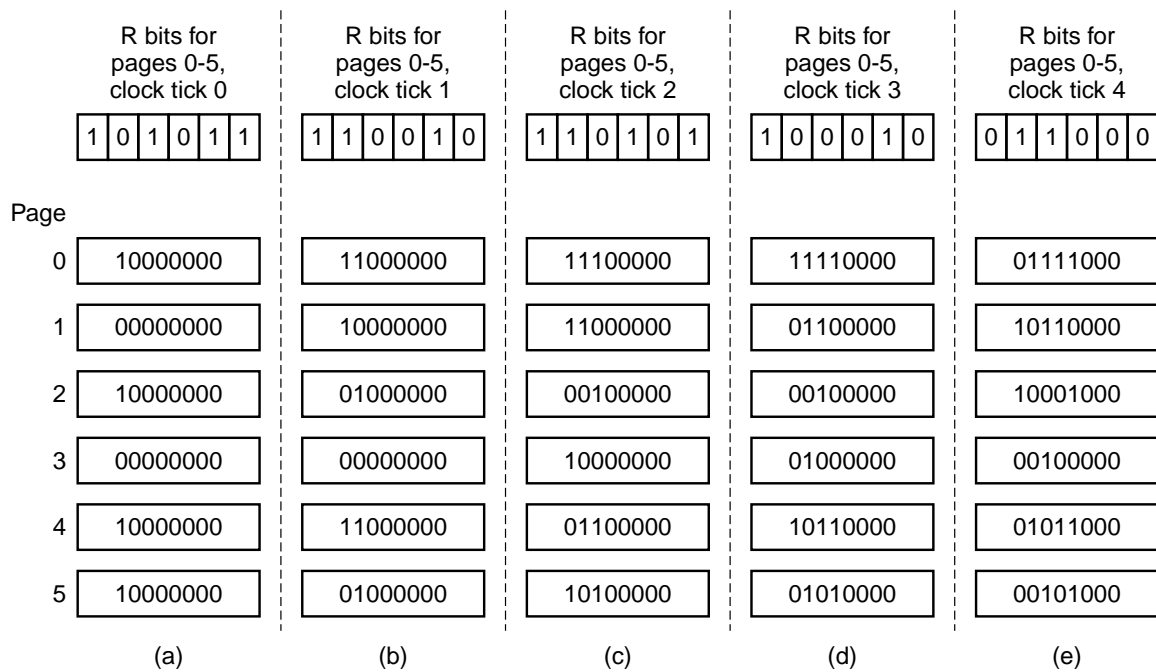 R bits for pages 0-5, clock tick 0
R bits for pages 0-5, clock tick 1
R bits for pages 0-5, clock tick 2
R bits for pages 0-5, clock tick 3
R bits for pages 0-5, clock tick 4
1 0 1 0 1 1
1 1 0 0 1 0
1 1 0 1 0 1
1 0 0 0 1 0
0 1 1 0 0 0
Page
0 10000000 11000000 11100000 11110000 01111000
1 00000000 10000000 11000000 01100000 10110000
2 10000000 01000000 00100000 00100000 10001000
3 00000000 00000000 10000000 01000000 00100000
4 10000000 11000000 01100000 10110000 01011000
5 10000000 01000000 10100000 01010000 00101000
(a) (b) (c) (d) (e)